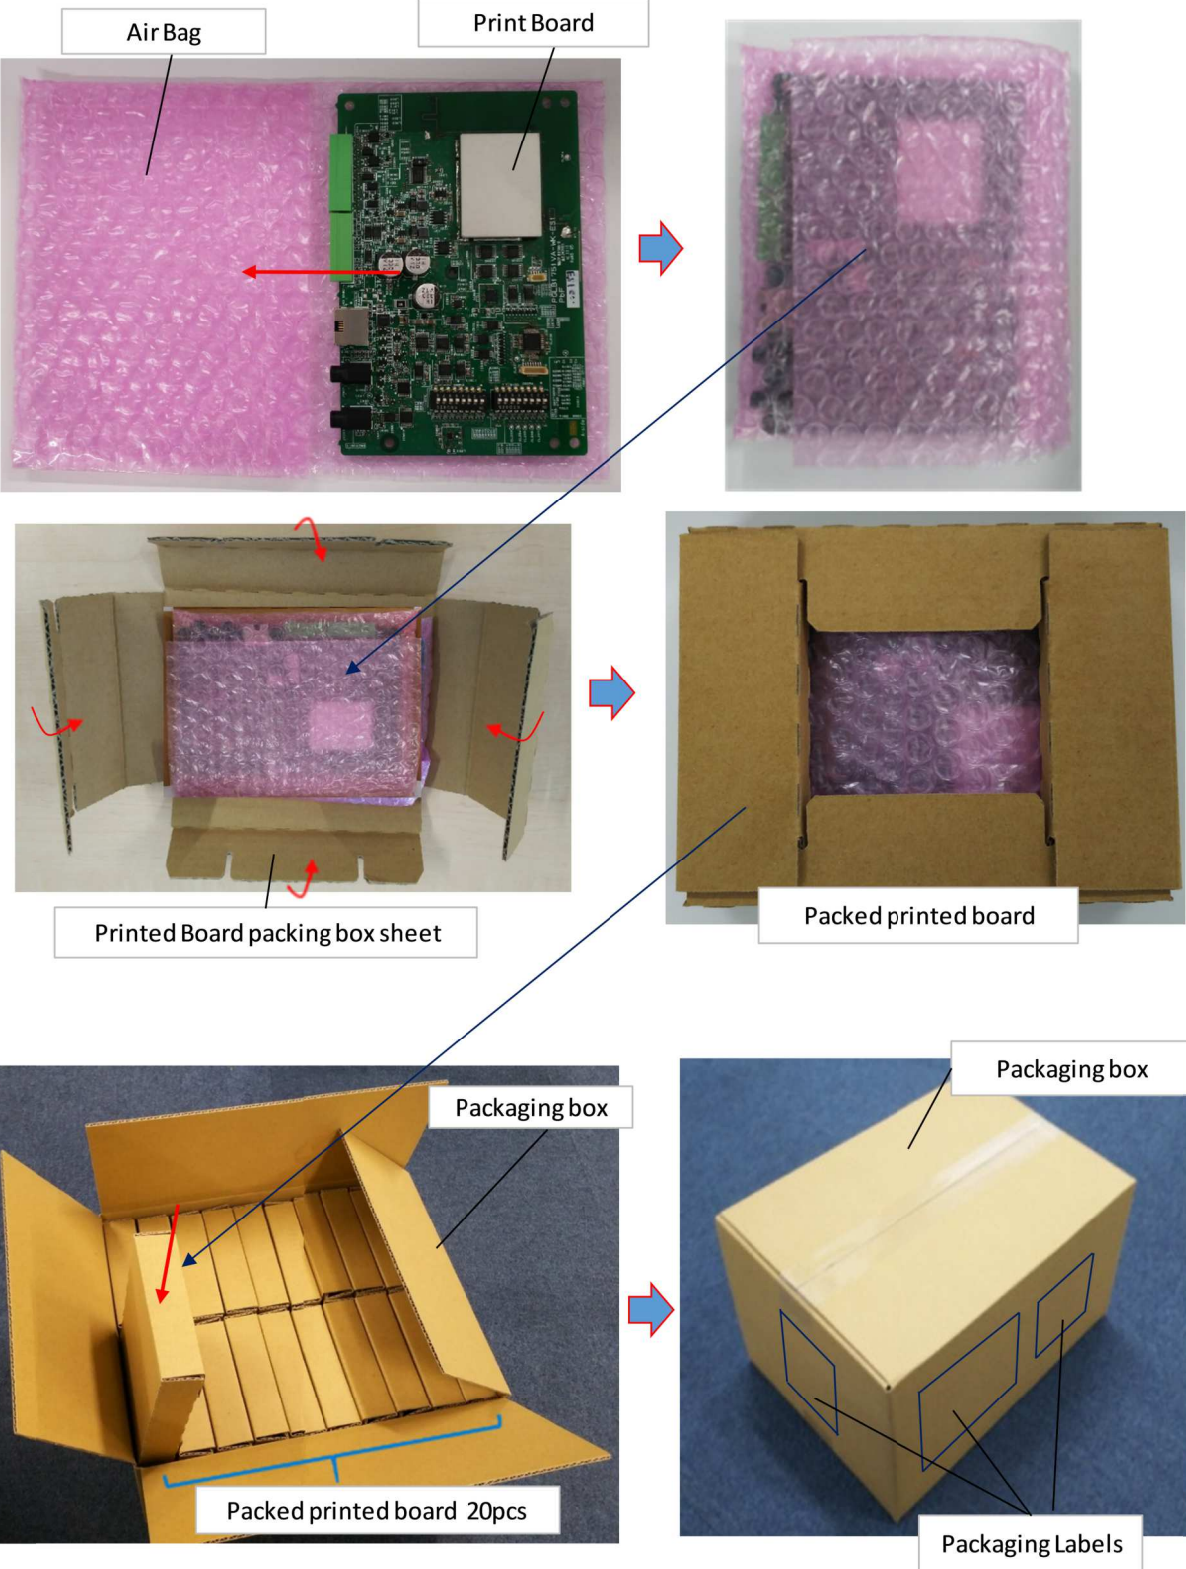 Air Bag
Print Board
Printed Board packing box sheet
Packed printed board
Packaging box
Packaging box
Packed printed board 20pcs
Packaging Labels